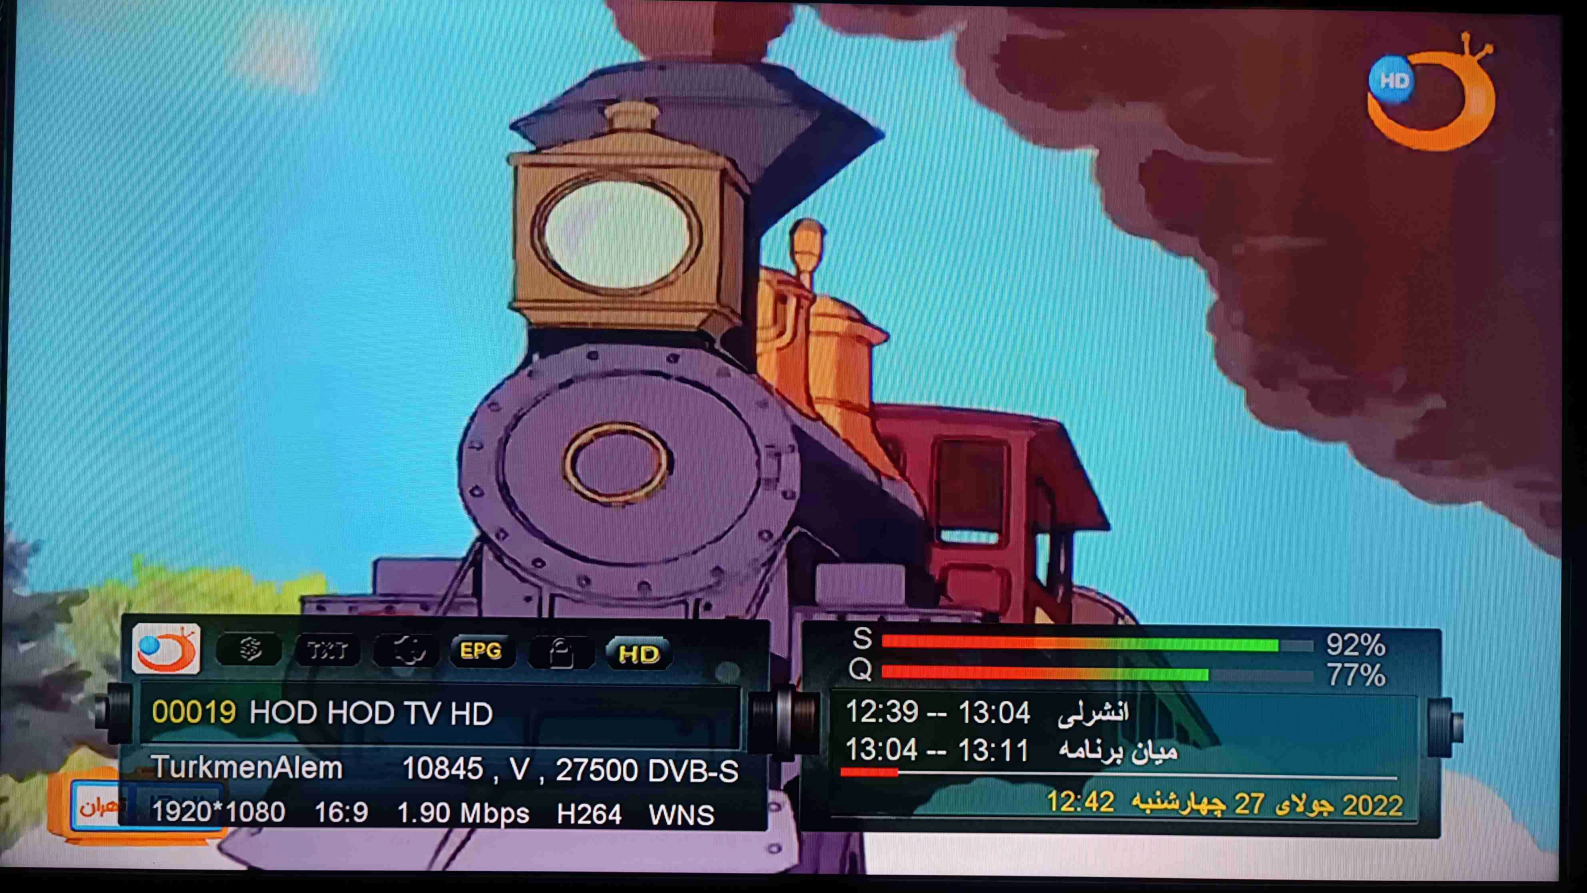 HD
TXT EPG HD
00019 HOD HOD TV HD
TurkmenAlem 10845 , V , 27500 DVB-S
1920*1080 16:9 1.90 Mbps H264 WNS
S 92%
Q 77%
12:39 -- 13:04 انشرلی
13:04 -- 13:11 میان برنامه
12:42 چهارشنبه 27 جولای 2022